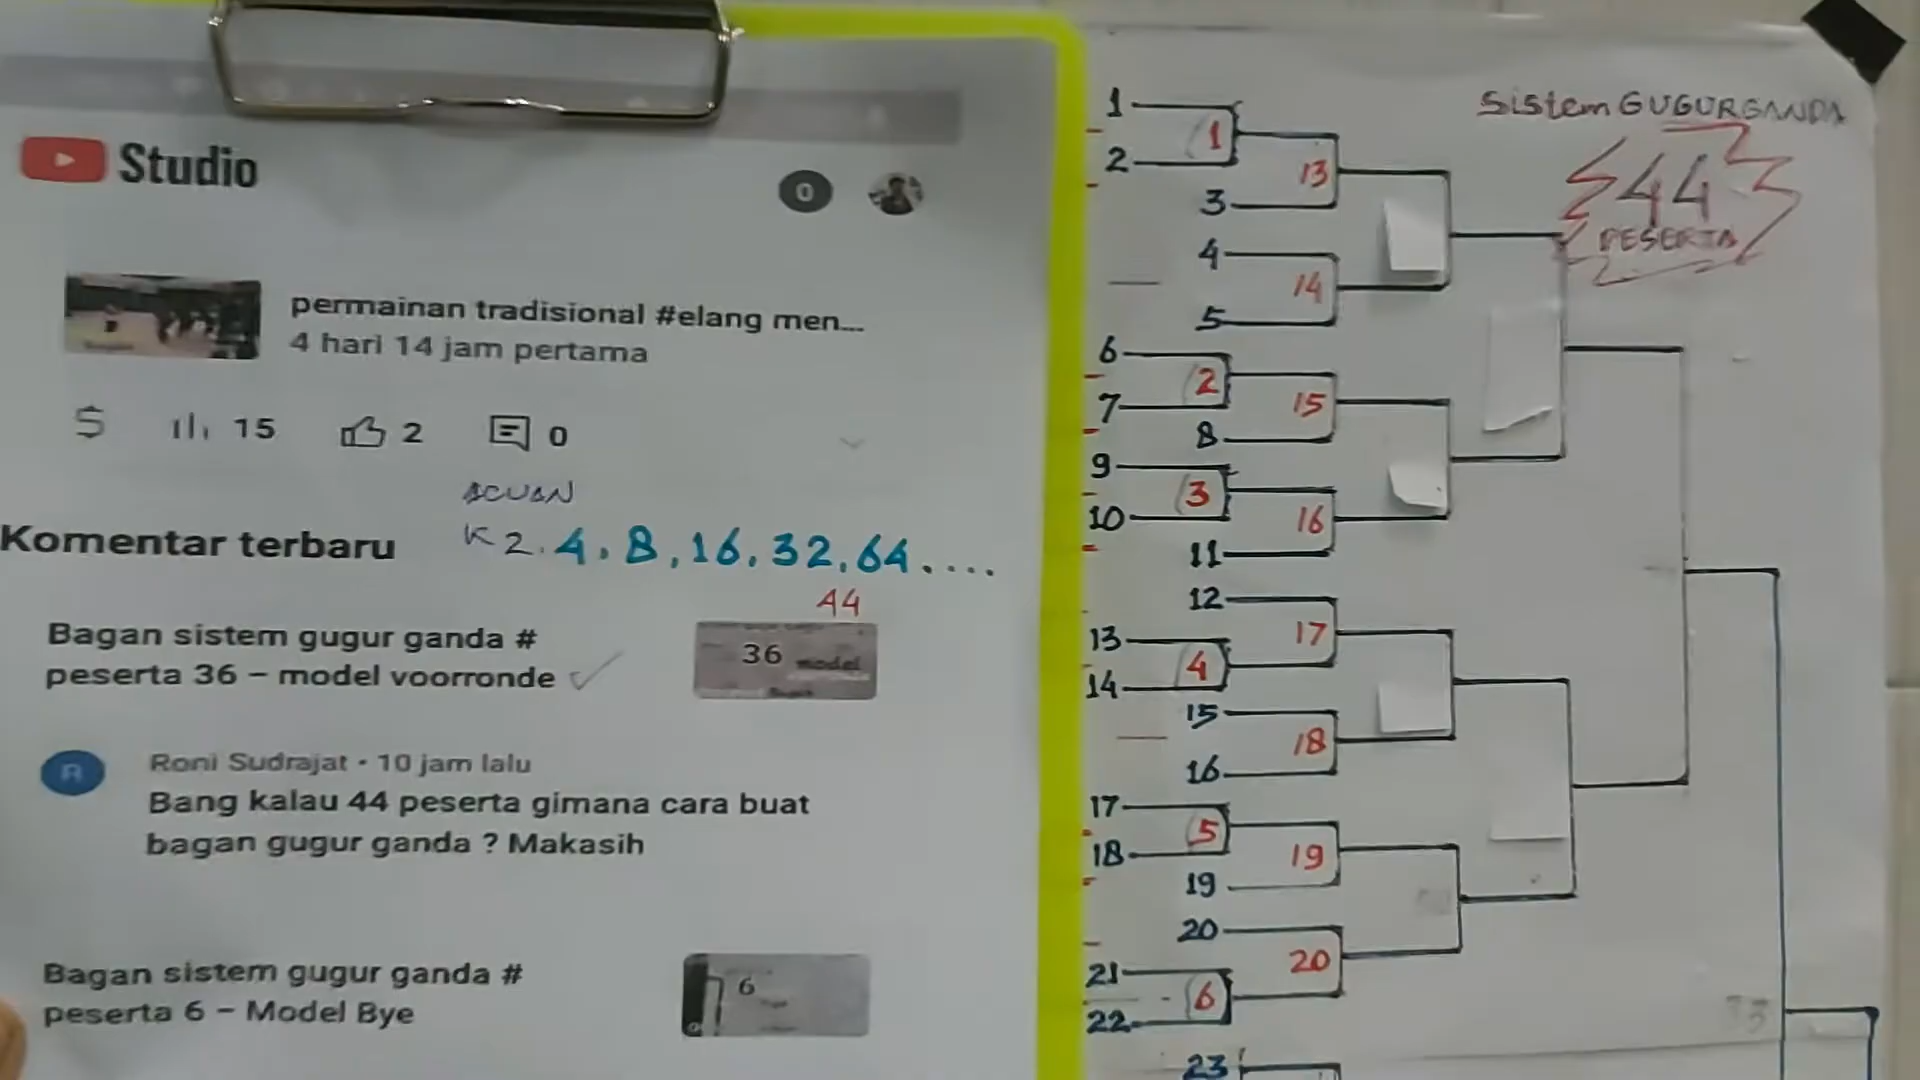 Studio
0
permainan tradisional #elang men...
4 hari 14 jam pertama
15
2
0
ACUAN
Komentar terbaru
K 2.4.8,16,32,64....
44
Bagan sistem gugur ganda #
peserta 36 – model voorronde
36 model
R
Roni Sudrajat • 10 jam lalu
Bang kalau 44 peserta gimana cara buat
bagan gugur ganda ? Makasih
Bagan sistem gugur ganda #
peserta 6 – Model Bye
6
Sistem GUGUR GANDA
44
PESERTA
1
1
2
13
3
4
14
5
6
2
7
15
8
9
3
10
16
11
12
17
13
4
14
15
18
16
17
5
18
19
19
20
20
21
6
22
33
23